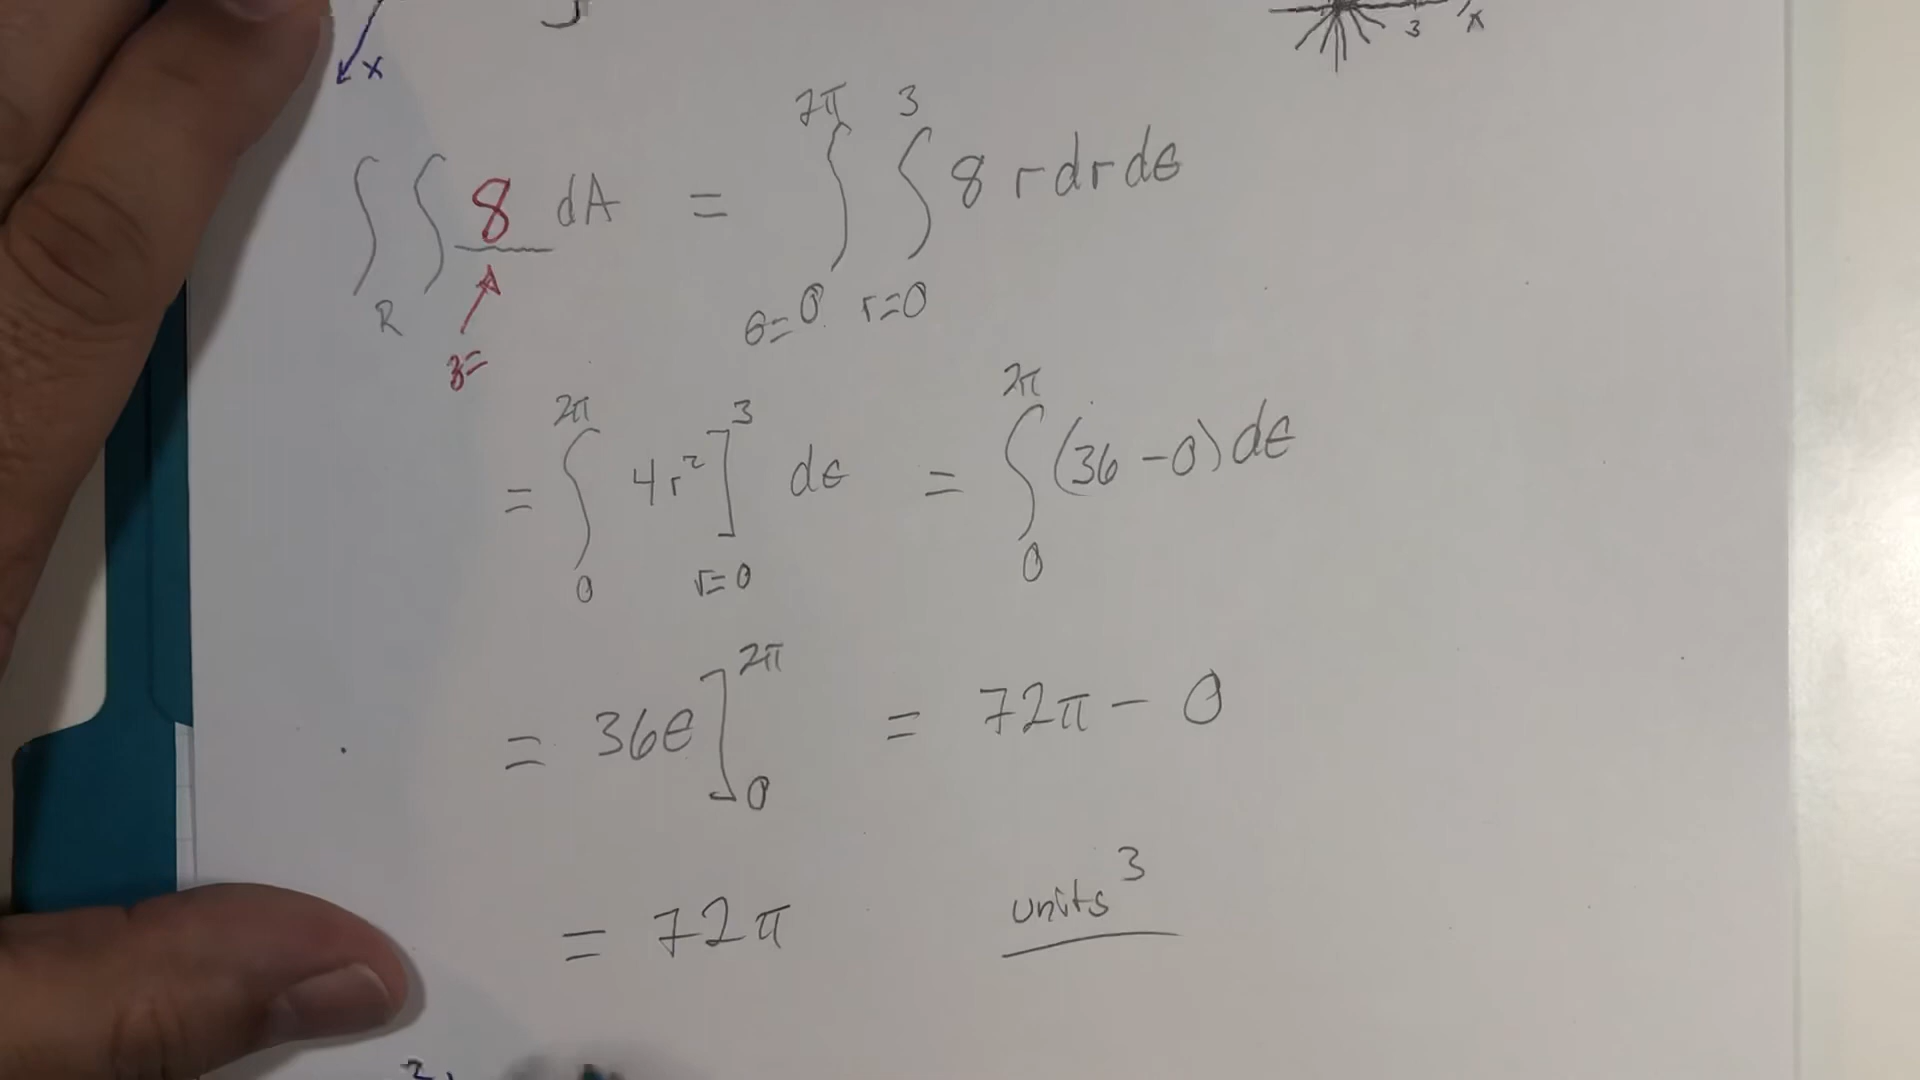 x
3 x
∫∫_R 8 dA = ∫_{θ=0}^{2π} ∫_{r=0}^{3} 8 r dr dθ
z=
= ∫_0^{2π} 4r² ]_{r=0}^{3} dθ = ∫_0^{2π} (36 - 0) dθ
= 36θ ]_0^{2π} = 72π - 0
= 72π units³